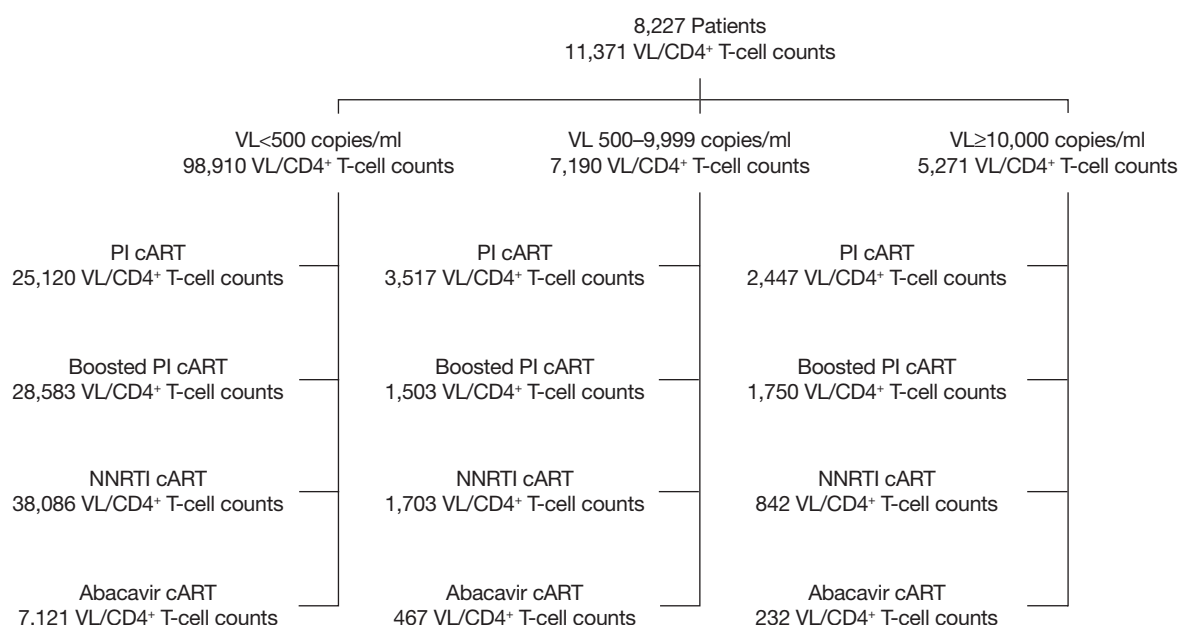 8,227 Patients
11,371 VL/CD4⁺ T-cell counts
VL<500 copies/ml
98,910 VL/CD4⁺ T-cell counts
VL 500–9,999 copies/ml
7,190 VL/CD4⁺ T-cell counts
VL≥10,000 copies/ml
5,271 VL/CD4⁺ T-cell counts
PI cART
25,120 VL/CD4⁺ T-cell counts
PI cART
3,517 VL/CD4⁺ T-cell counts
PI cART
2,447 VL/CD4⁺ T-cell counts
Boosted PI cART
28,583 VL/CD4⁺ T-cell counts
Boosted PI cART
1,503 VL/CD4⁺ T-cell counts
Boosted PI cART
1,750 VL/CD4⁺ T-cell counts
NNRTI cART
38,086 VL/CD4⁺ T-cell counts
NNRTI cART
1,703 VL/CD4⁺ T-cell counts
NNRTI cART
842 VL/CD4⁺ T-cell counts
Abacavir cART
7,121 VL/CD4⁺ T-cell counts
Abacavir cART
467 VL/CD4⁺ T-cell counts
Abacavir cART
232 VL/CD4⁺ T-cell counts